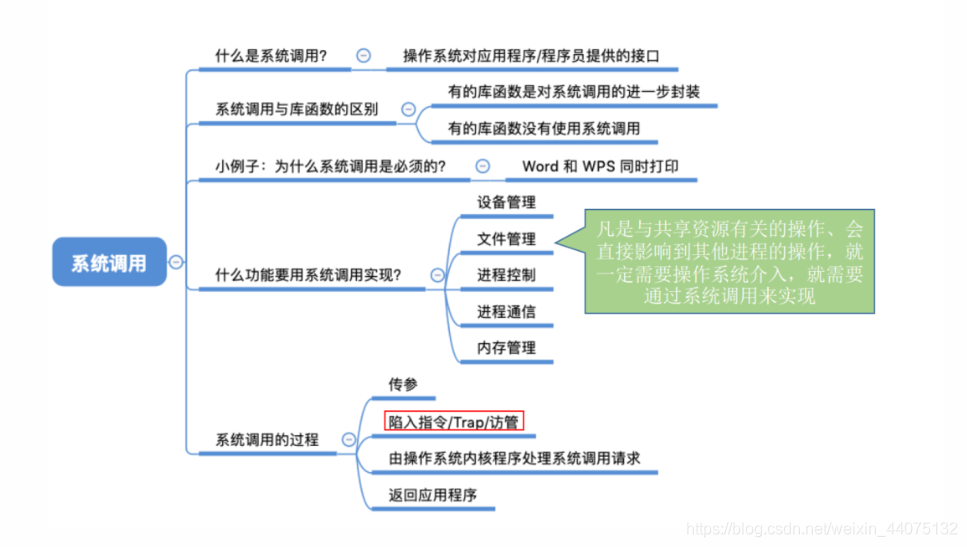 什么是系统调用?
操作系统对应用程序/程序员提供的接口
系统调用与库函数的区别
有的库函数是对系统调用的进一步封装
有的库函数没有使用系统调用
小例子：为什么系统调用是必须的?
Word 和 WPS 同时打印
系统调用
什么功能要用系统调用实现?
设备管理
文件管理
进程控制
进程通信
内存管理
凡是与共享资源有关的操作、会
直接影响到其他进程的操作，就
一定需要操作系统介入，就需要
通过系统调用来实现
系统调用的过程
传参
陷入指令/Trap/访管
由操作系统内核程序处理系统调用请求
返回应用程序
https://blog.csdn.net/weixin_44075132